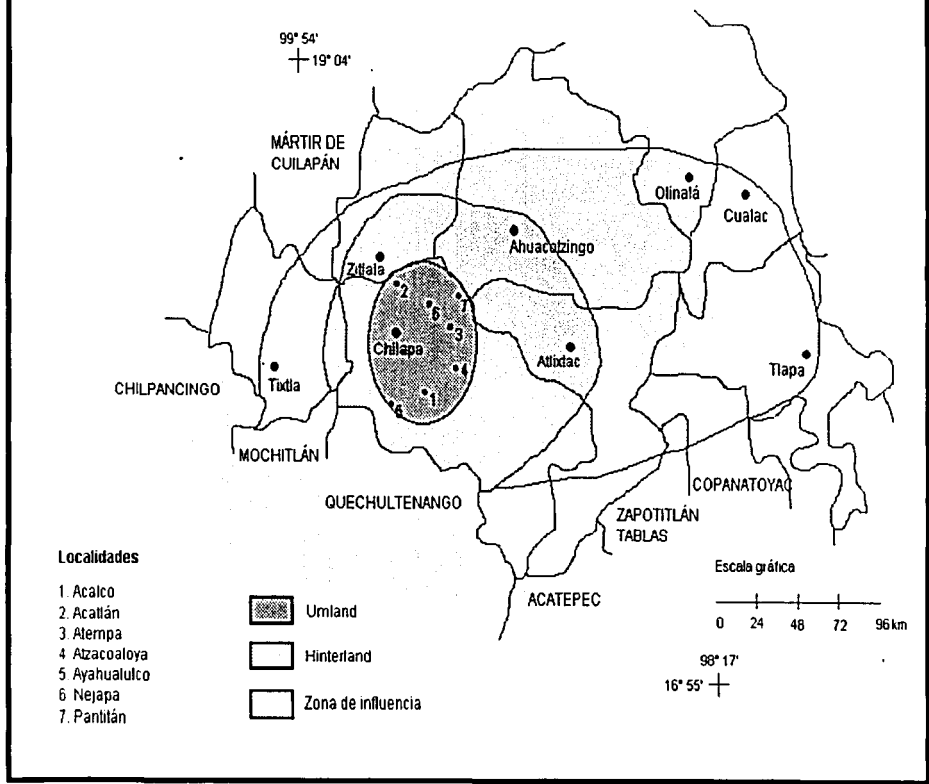 99° 54'
19° 04'
MÁRTIR DE
CUILAPÁN
Olinalá
Cualac
Ahuacotzingo
Zitlala
2
7
6
3
Chilapa
Atlixtac
4
Tlapa
Tixtla
1
6
CHILPANCINGO
MOCHITLÁN
QUECHULTENANGO
COPANATOYAC
ZAPOTITLÁN
TABLAS
ACATEPEC
Localidades
1. Acalco
2. Acatlán
3. Atempa
4 Atzacoaloya
5. Ayahualulco
6 Nejapa
7. Pantitán
Umland
Hinterland
Zona de influencia
Escala gráfica
0 24 48 72 96 km
98° 17'
16° 55'